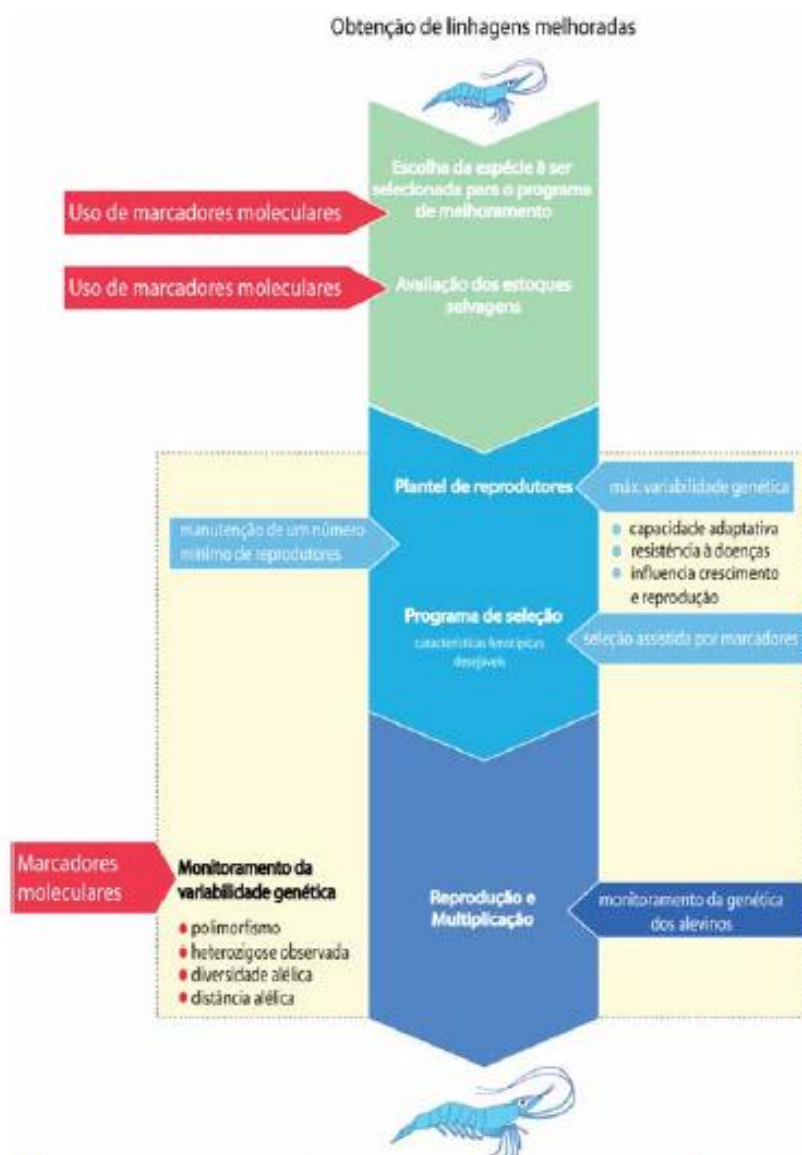 Obtenção de linhagens melhoradas
Escolha da espécie à ser
selecionada para o programa
de melhoramento
Uso de marcadores moleculares
Uso de marcadores moleculares
Avaliação dos estoques
selvagens
Plantel de reprodutores
máx. variabilidade genética
capacidade adaptativa
resistência à doenças
influencia crescimento
e reprodução
manutenção de um número
mínimo de reprodutores
Programa de seleção
características fenotípicas
desejáveis
seleção assistida por marcadores
Marcadores
moleculares
Monitoramento da
variabilidade genética
polimorfismo
heterozigose observada
diversidade alélica
distância alélica
Reprodução e
Multiplicação
monitoramento da genética
dos alevinos